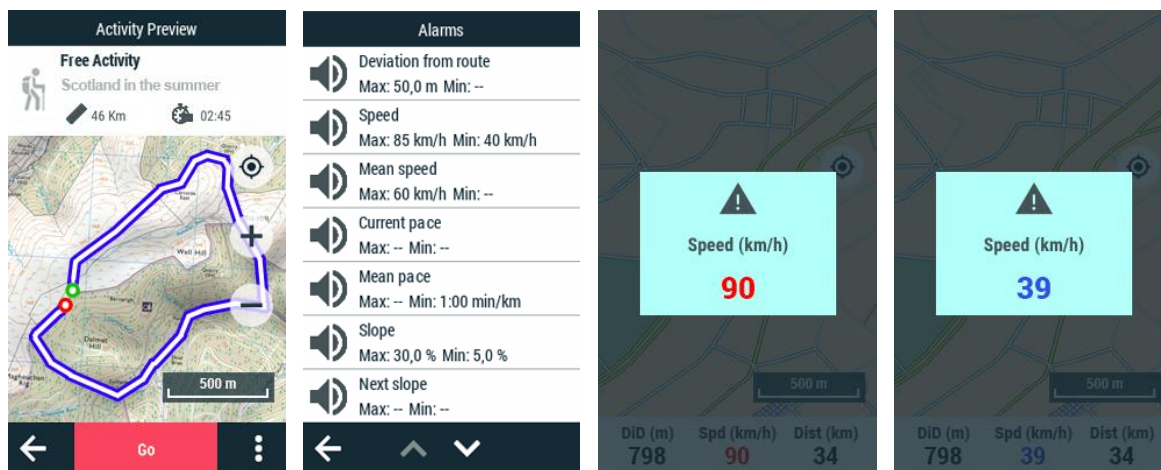 Activity Preview
Free Activity
Scotland in the summer
46 Km
02:45
Wall Hill
Dalmat
Hill
500 m
Go
Alarms
Deviation from route
Max: 50,0 m Min: --
Speed
Max: 85 km/h Min: 40 km/h
Mean speed
Max: 60 km/h Min: --
Current pace
Max: -- Min: --
Mean pace
Max: -- Min: 1:00 min/km
Slope
Max: 30,0 % Min: 5,0 %
Next slope
Max: -- Min: --
Speed (km/h)
90
500 m
DiD (m) Spd (km/h) Dist (km)
798 90 34
Speed (km/h)
39
500 m
DiD (m) Spd (km/h) Dist (km)
798 39 34